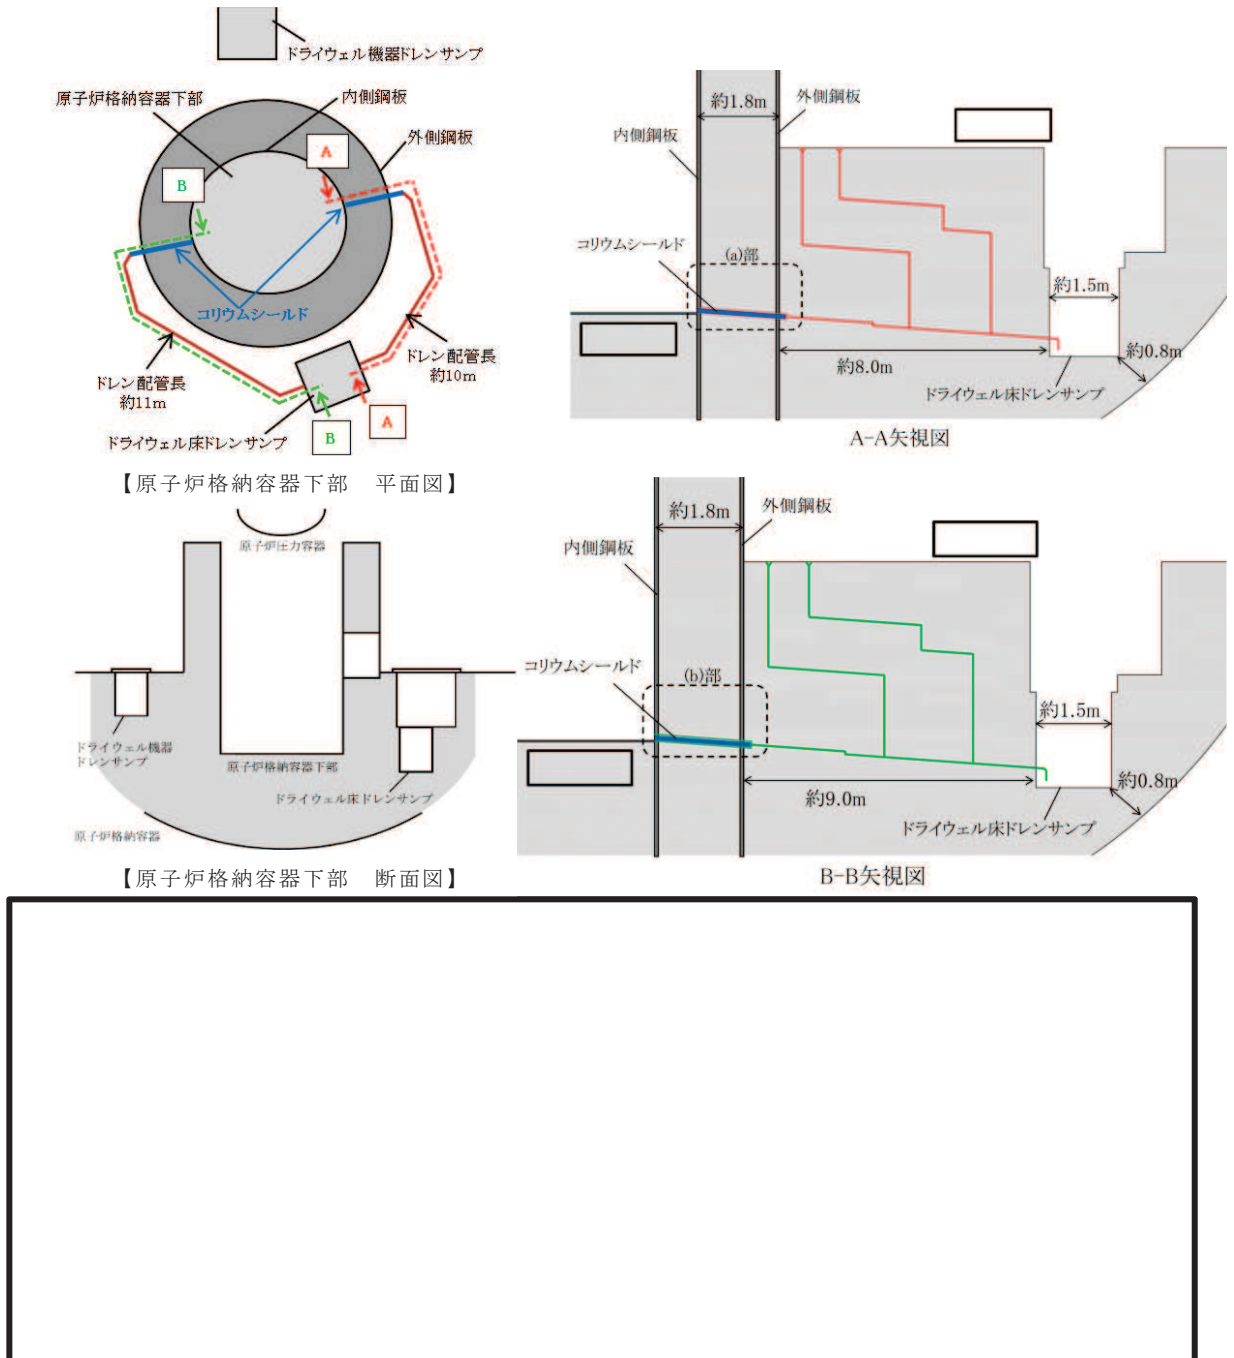 ドライウェル機器ドレンサンプ
原子炉格納容器下部
内側鋼板
外側鋼板
A
B
コリウムシールド
ドレン配管長
約10m
ドレン配管長
約11m
ドライウェル床ドレンサンプ
B
A
【原子炉格納容器下部　平面図】
約1.8m
外側鋼板
内側鋼板
コリウムシールド
(a)部
約1.5m
約8.0m
約0.8m
ドライウェル床ドレンサンプ
A-A矢視図
原子炉圧力容器
ドライウェル機器
ドレンサンプ
原子炉格納容器下部
ドライウェル床ドレンサンプ
原子炉格納容器
【原子炉格納容器下部　断面図】
約1.8m
外側鋼板
内側鋼板
コリウムシールド
(b)部
約1.5m
約9.0m
約0.8m
ドライウェル床ドレンサンプ
B-B矢視図